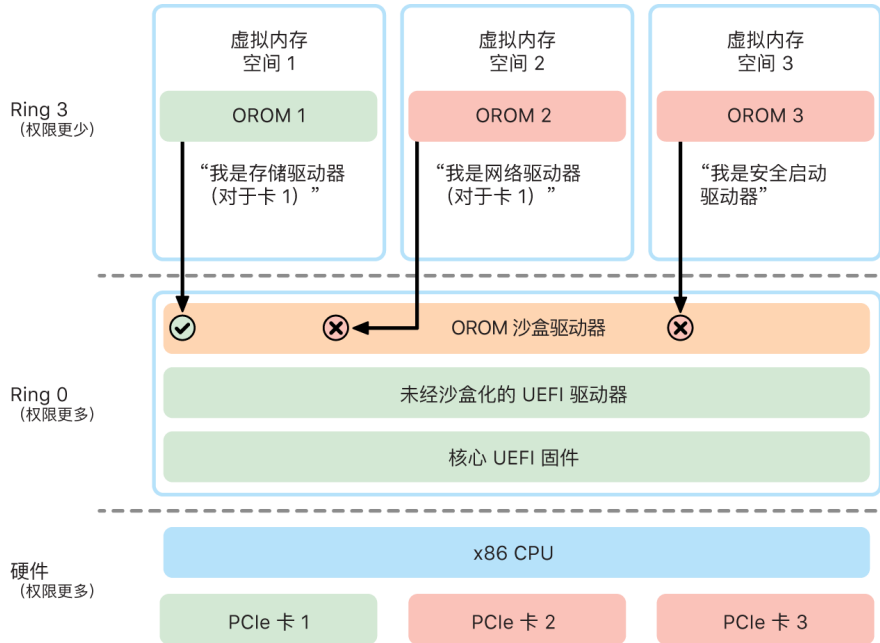 虚拟内存
空间 1
虚拟内存
空间 2
虚拟内存
空间 3
Ring 3
(权限更少)
OROM 1
OROM 2
OROM 3
“我是存储驱动器
(对于卡 1) ”
“我是网络驱动器
(对于卡 1) ”
“我是安全启动
驱动器”
OROM 沙盒驱动器
Ring 0
(权限更多)
未经沙盒化的 UEFI 驱动器
核心 UEFI 固件
x86 CPU
硬件
(权限更多)
PCIe 卡 1
PCIe 卡 2
PCIe 卡 3